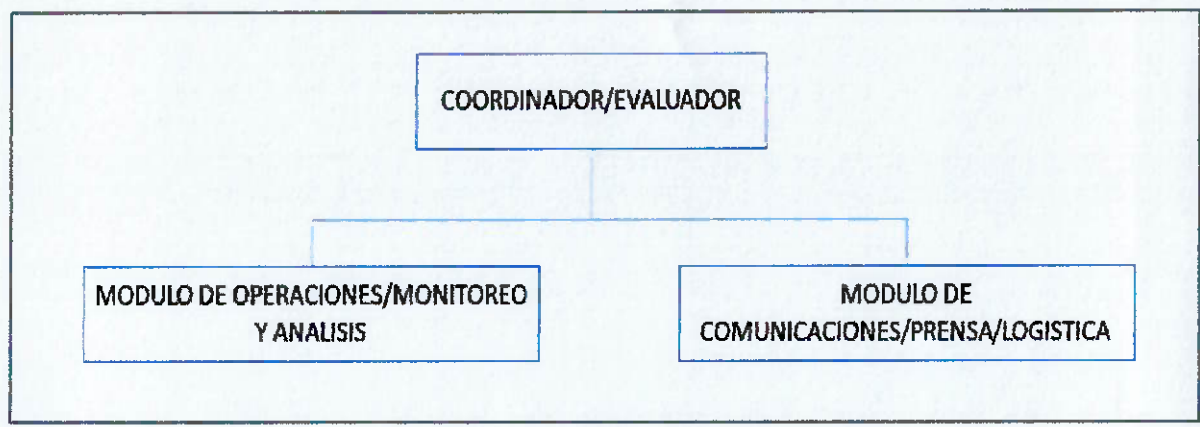 COORDINADOR/EVALUADOR
MODULO DE OPERACIONES/MONITOREO
Y ANALISIS
MODULO DE
COMUNICACIONES/PRENSA/LOGISTICA